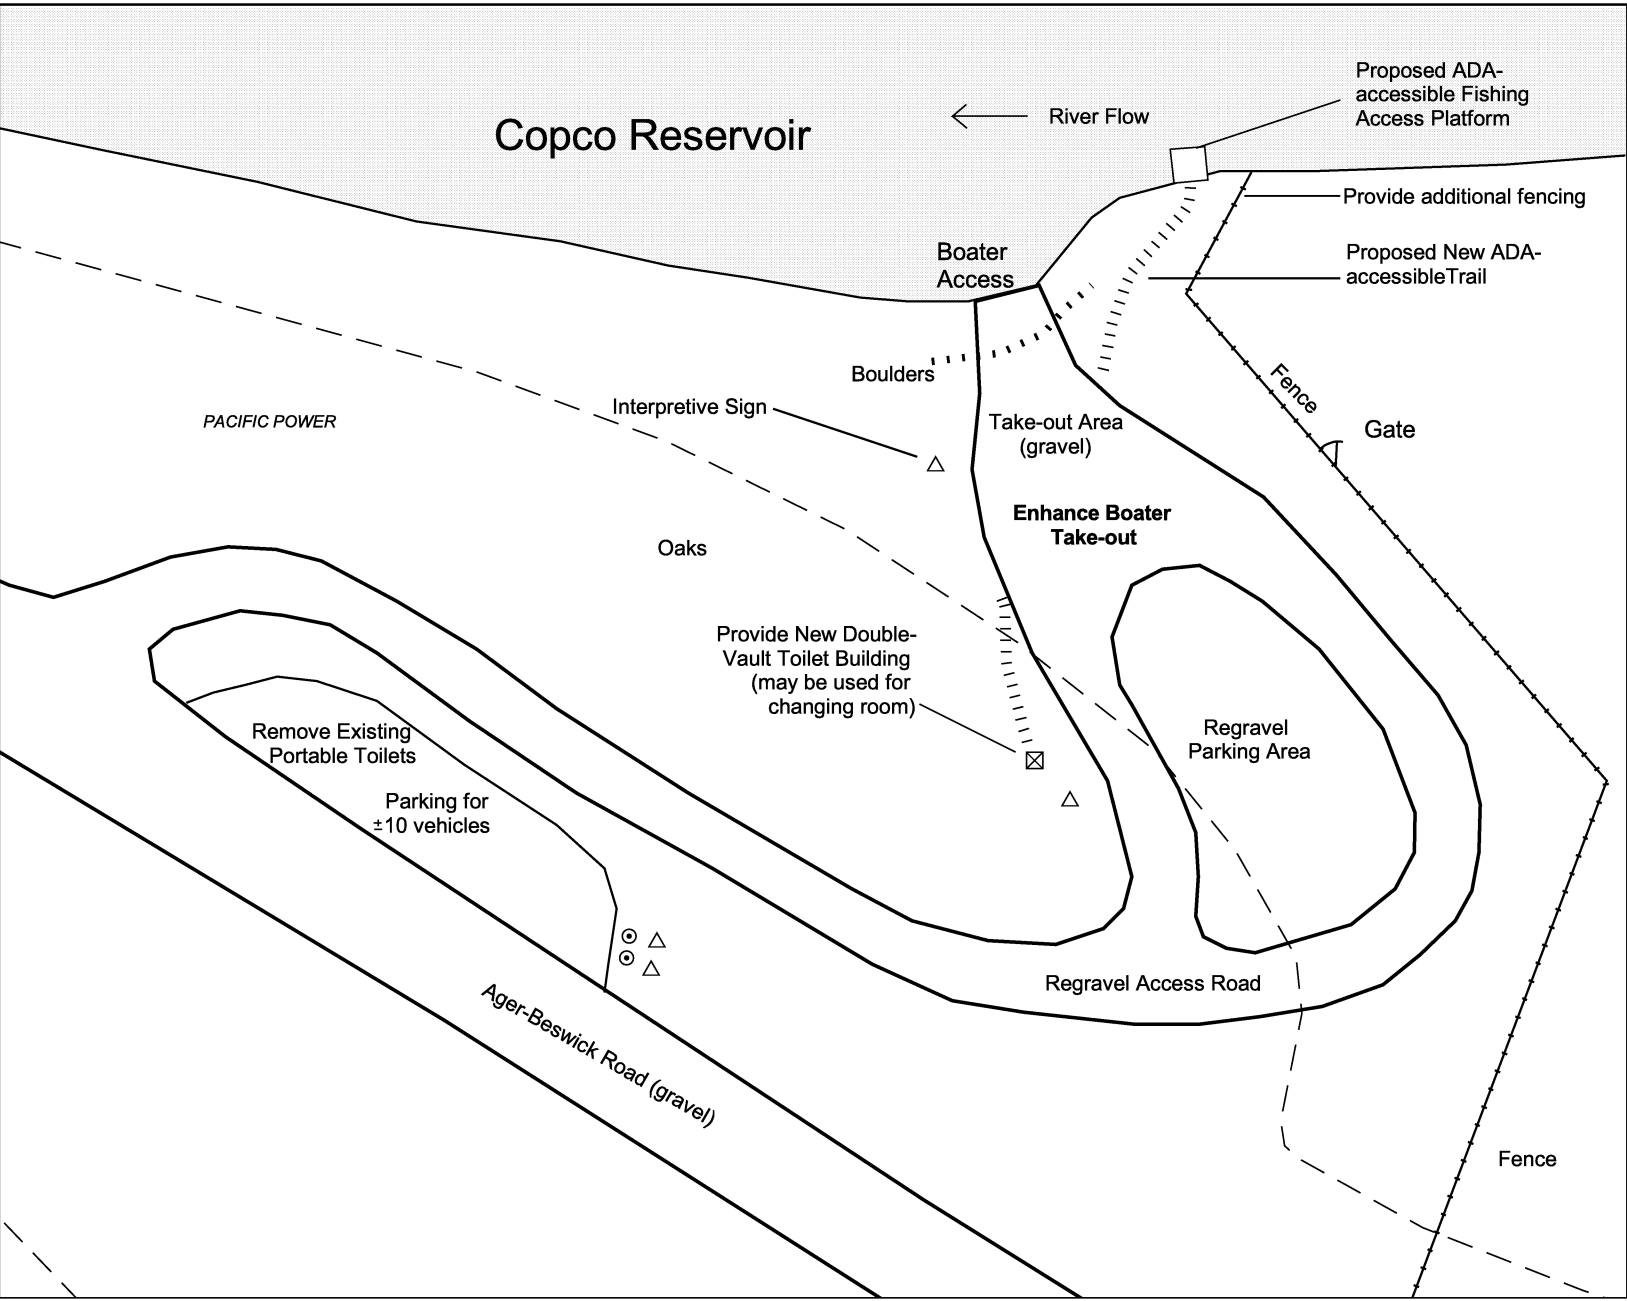 Proposed ADA-
accessible Fishing
Access Platform
River Flow
Copco Reservoir
Provide additional fencing
Boater
Access
Proposed New ADA-
accessibleTrail
Boulders
Fence
Interpretive Sign
PACIFIC POWER
Take-out Area
(gravel)
Gate
Enhance Boater
Take-out
Oaks
Provide New Double-
Vault Toilet Building
(may be used for
changing room)
Regravel
Parking Area
Remove Existing
Portable Toilets
Parking for
±10 vehicles
Regravel Access Road
Ager-Beswick Road (gravel)
Fence